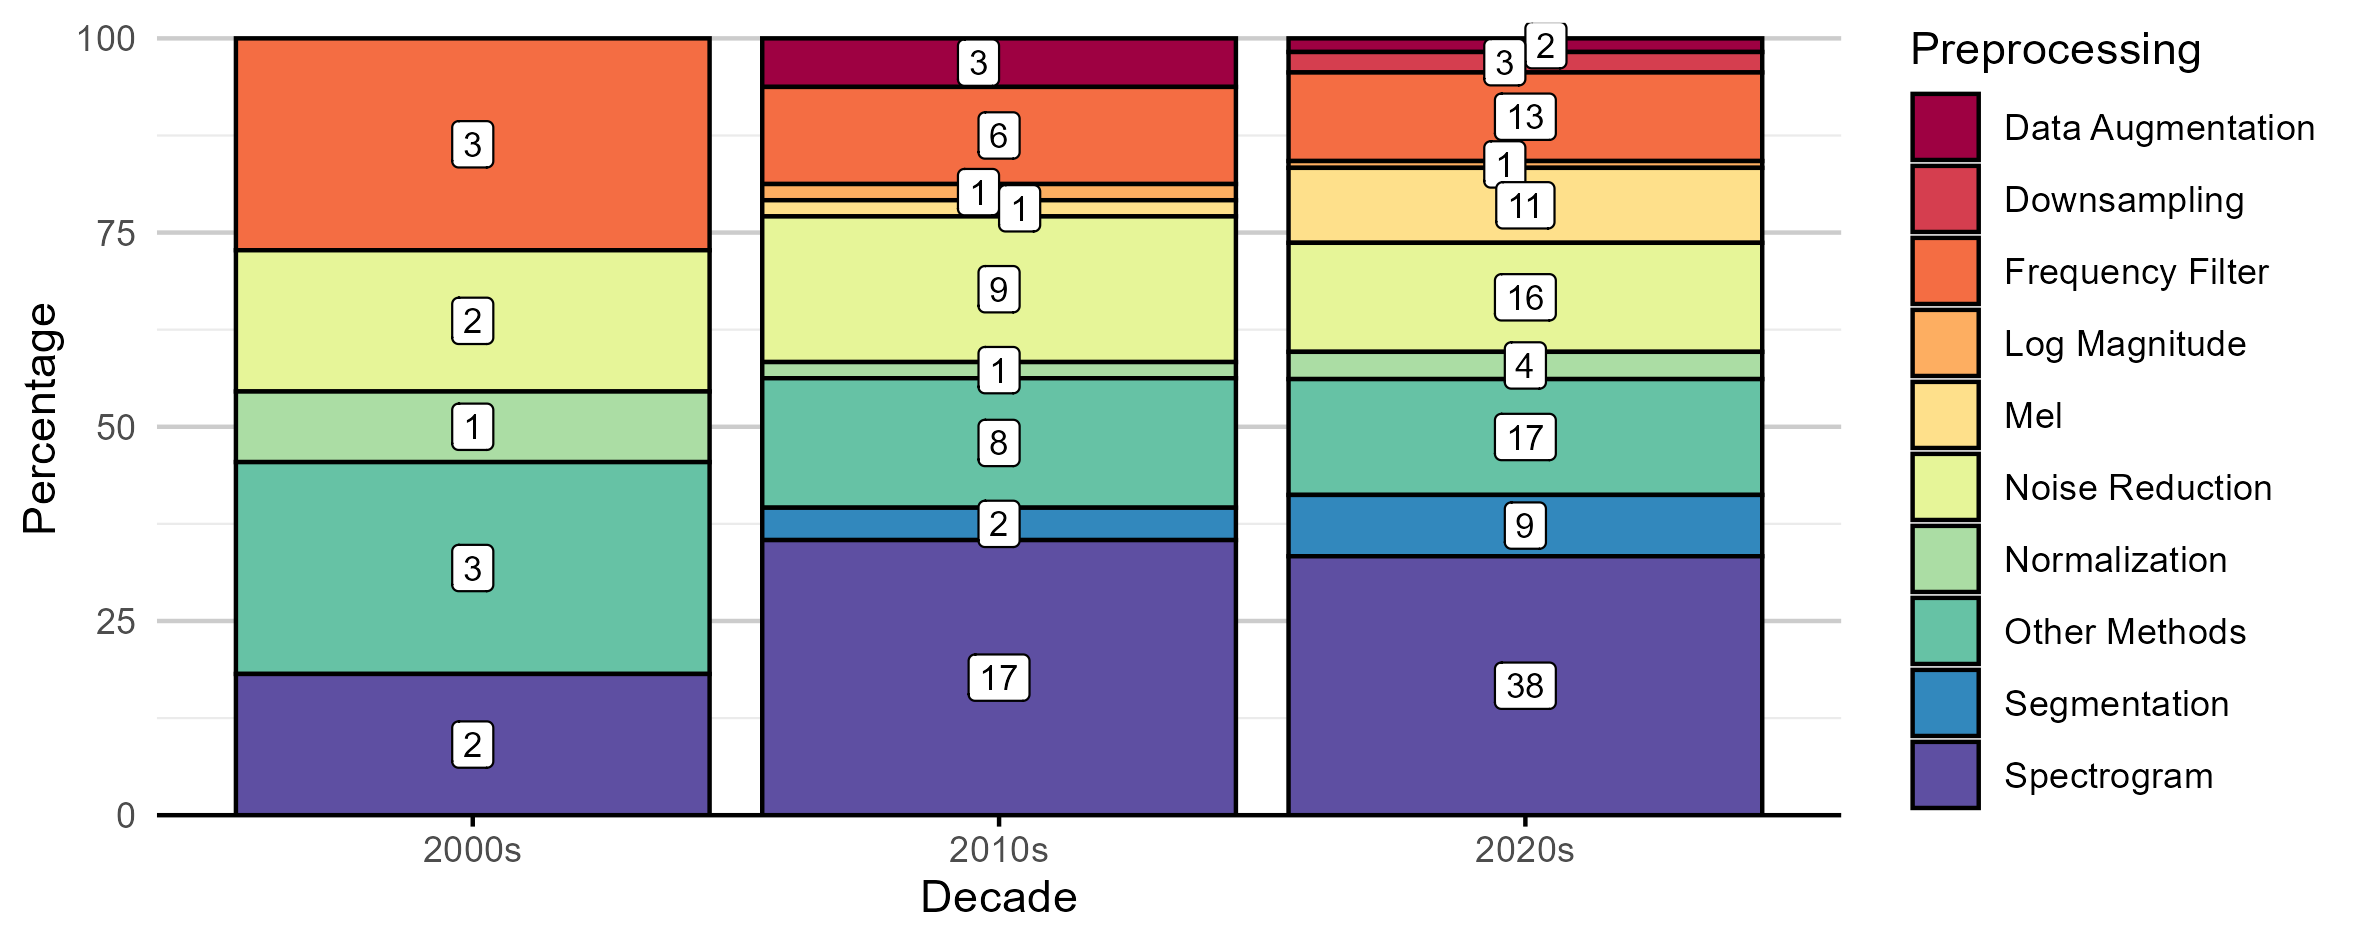 Percentage
100
75
50
25
0
3
2
1
3
2
3
6
1
1
9
1
8
2
17
2
3
13
1
11
16
4
17
9
38
2000s
2010s
2020s
Decade
Preprocessing
Data Augmentation
Downsampling
Frequency Filter
Log Magnitude
Mel
Noise Reduction
Normalization
Other Methods
Segmentation
Spectrogram